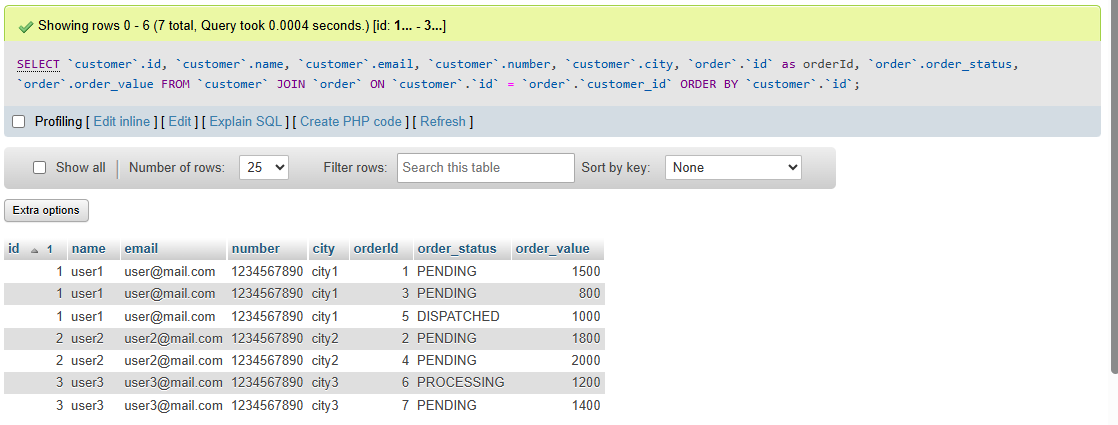 Showing rows 0 - 6 (7 total, Query took 0.0004 seconds.) [id: 1... - 3...]
SELECT `customer`.id, `customer`.name, `customer`.email, `customer`.number, `customer`.city, `order`.`id` as orderId, `order`.order_status,
`order`.order_value FROM `customer` JOIN `order` ON `customer`.`id` = `order`.`customer_id` ORDER BY `customer`.`id`;
Profiling [ Edit inline ] [ Edit ] [ Explain SQL ] [ Create PHP code ] [ Refresh ]
Show all | Number of rows: 25 Filter rows: Search this table Sort by key: None
Extra options
id 1 name email number city orderId order_status order_value
1 user1 user@mail.com 1234567890 city1 1 PENDING 1500
1 user1 user@mail.com 1234567890 city1 3 PENDING 800
1 user1 user@mail.com 1234567890 city1 5 DISPATCHED 1000
2 user2 user2@mail.com 1234567890 city2 2 PENDING 1800
2 user2 user2@mail.com 1234567890 city2 4 PENDING 2000
3 user3 user3@mail.com 1234567890 city3 6 PROCESSING 1200
3 user3 user3@mail.com 1234567890 city3 7 PENDING 1400